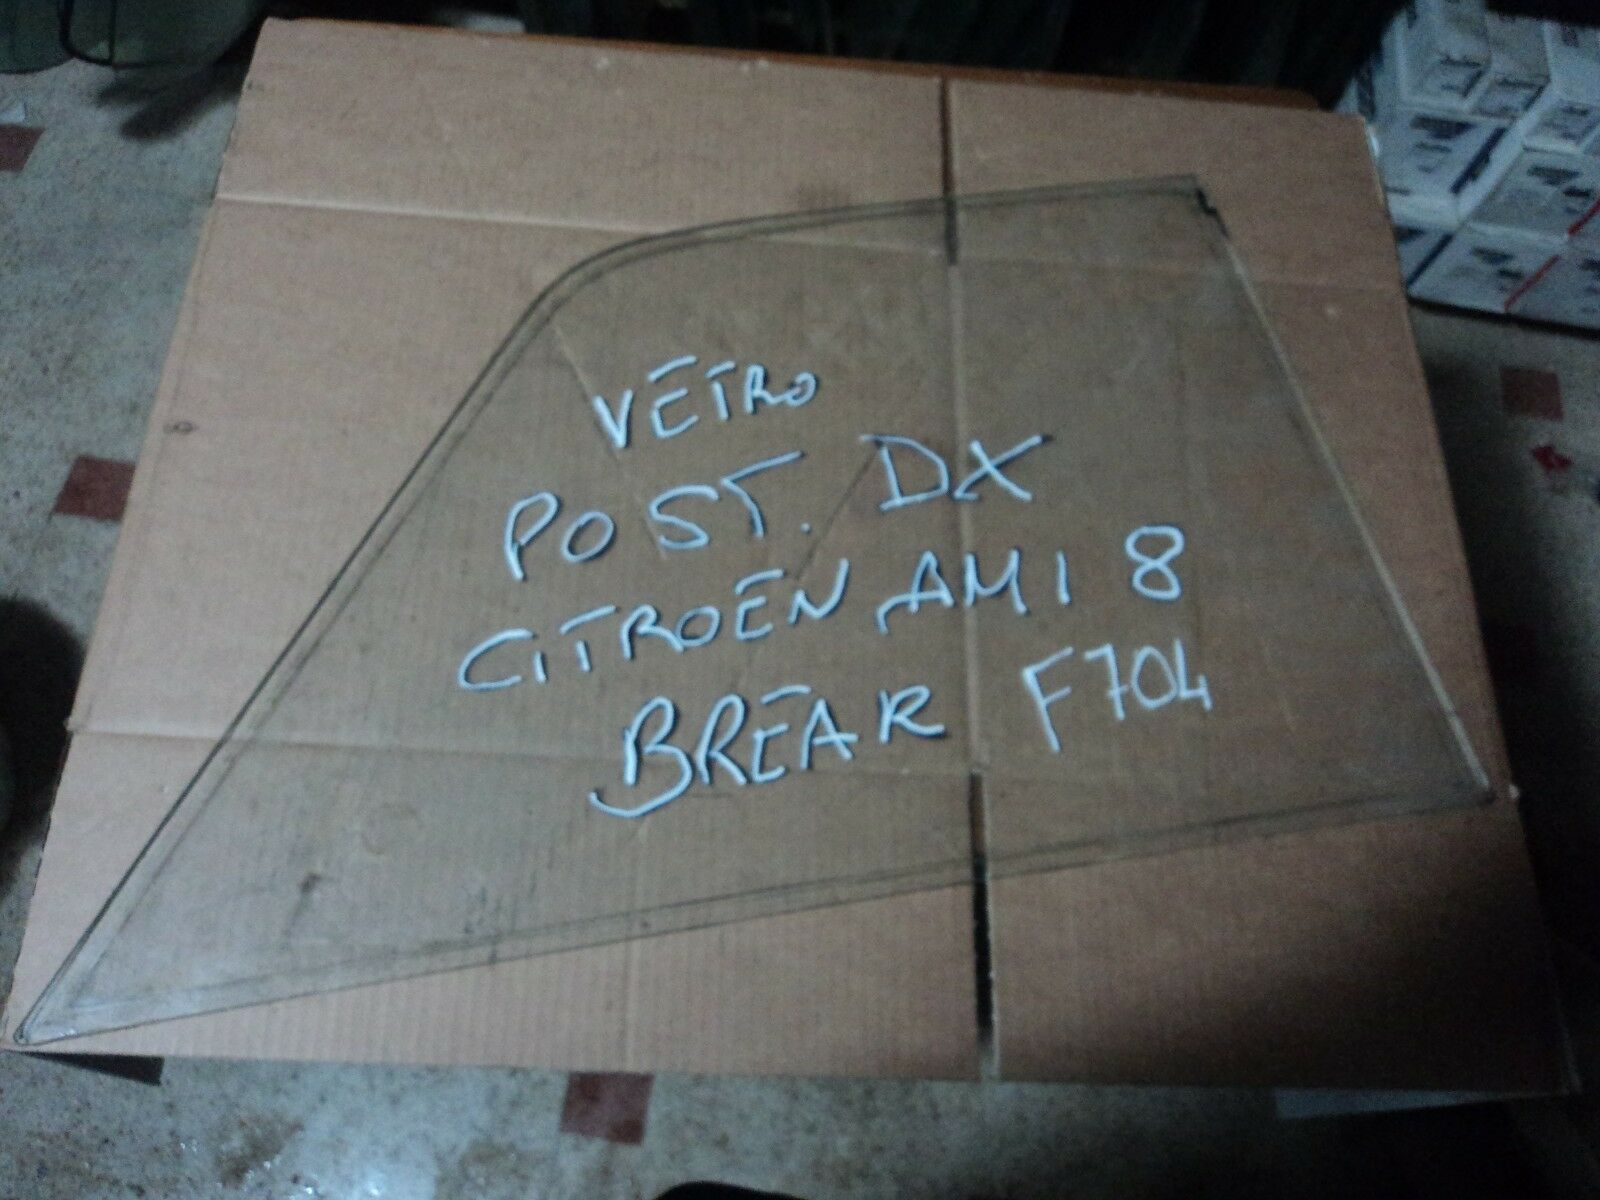 VETRO
POST. DX
CITROEN AMI 8
BREAK F704